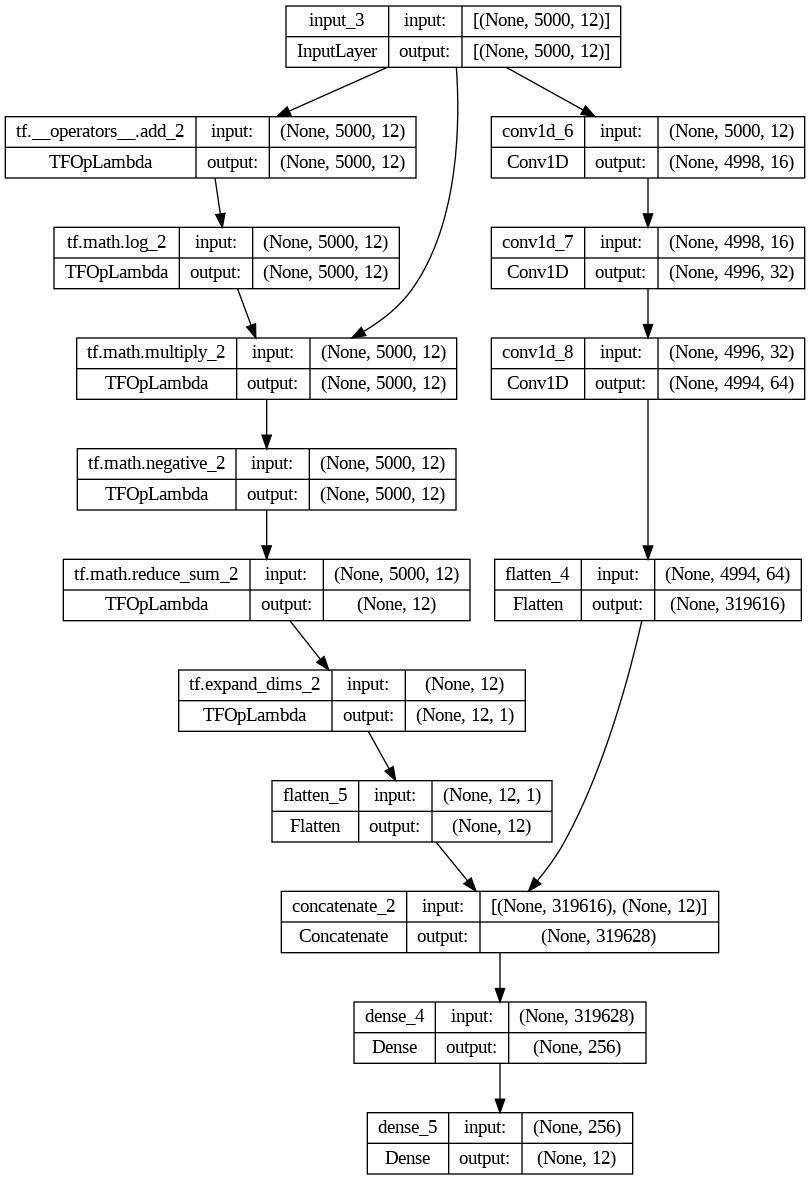 input_3 input: [(None, 5000, 12)]
InputLayer output: [(None, 5000, 12)]
tf.__operators__.add_2 input: (None, 5000, 12)
TFOpLambda output: (None, 5000, 12)
conv1d_6 input: (None, 5000, 12)
Conv1D output: (None, 4998, 16)
tf.math.log_2 input: (None, 5000, 12)
TFOpLambda output: (None, 5000, 12)
conv1d_7 input: (None, 4998, 16)
Conv1D output: (None, 4996, 32)
tf.math.multiply_2 input: (None, 5000, 12)
TFOpLambda output: (None, 5000, 12)
conv1d_8 input: (None, 4996, 32)
Conv1D output: (None, 4994, 64)
tf.math.negative_2 input: (None, 5000, 12)
TFOpLambda output: (None, 5000, 12)
tf.math.reduce_sum_2 input: (None, 5000, 12)
TFOpLambda output: (None, 12)
flatten_4 input: (None, 4994, 64)
Flatten output: (None, 319616)
tf.expand_dims_2 input: (None, 12)
TFOpLambda output: (None, 12, 1)
flatten_5 input: (None, 12, 1)
Flatten output: (None, 12)
concatenate_2 input: [(None, 319616), (None, 12)]
Concatenate output: (None, 319628)
dense_4 input: (None, 319628)
Dense output: (None, 256)
dense_5 input: (None, 256)
Dense output: (None, 12)